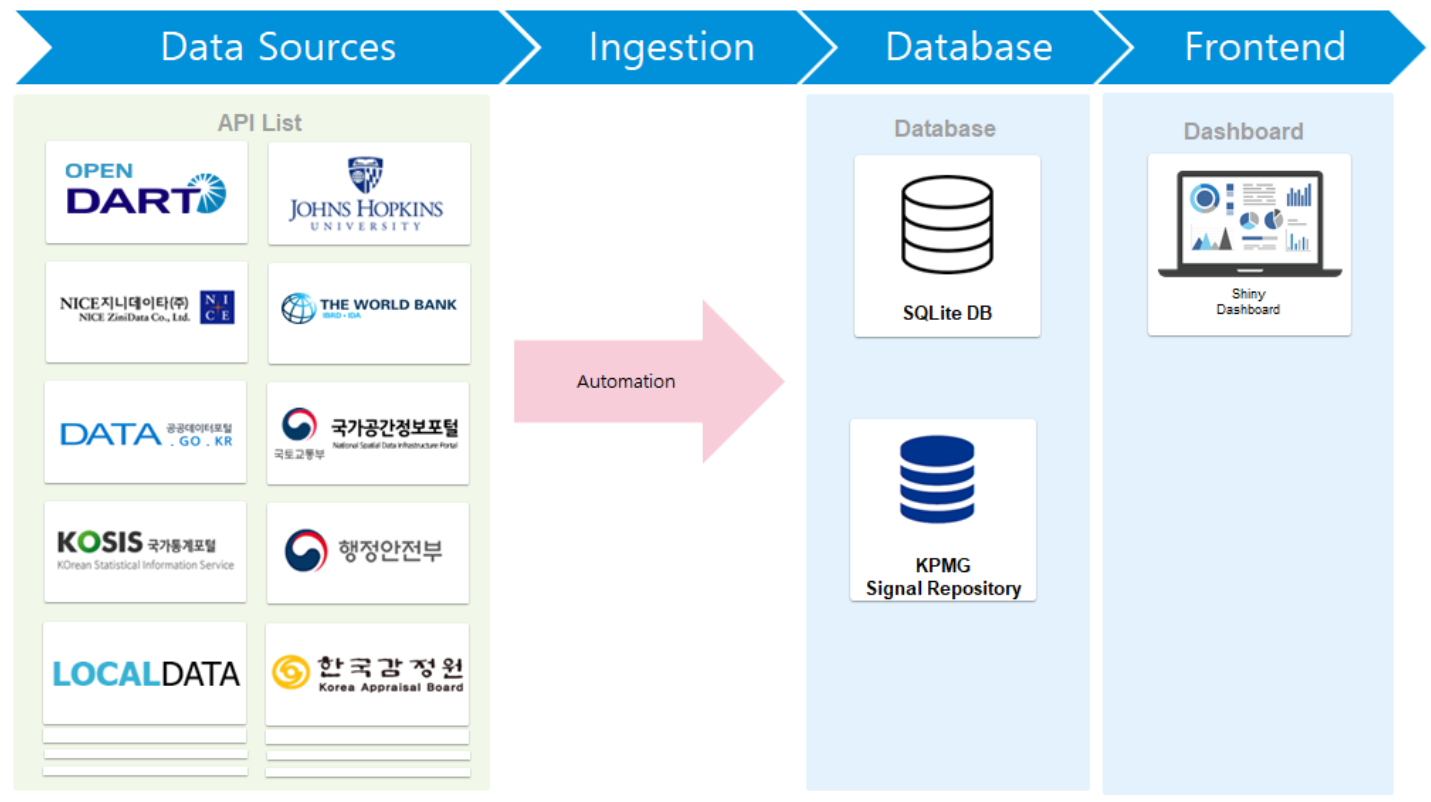 Data Sources
Ingestion
Database
Frontend
API List
OPEN
DART
JOHNS HOPKINS
UNIVERSITY
NICE지니데이타(주)
NICE ZiniData Co., Ltd.
N I
C E
THE WORLD BANK
IBRD • IDA
DATA 공공데이터포털
. GO . KR
국토교통부
국가공간정보포털
National Spatial Data Infrastructure Portal
KOSIS 국가통계포털
KOrean Statistical Information Service
행정안전부
LOCALDATA
한국감정원
Korea Appraisal Board
Automation
Database
SQLite DB
KPMG
Signal Repository
Dashboard
Shiny
Dashboard